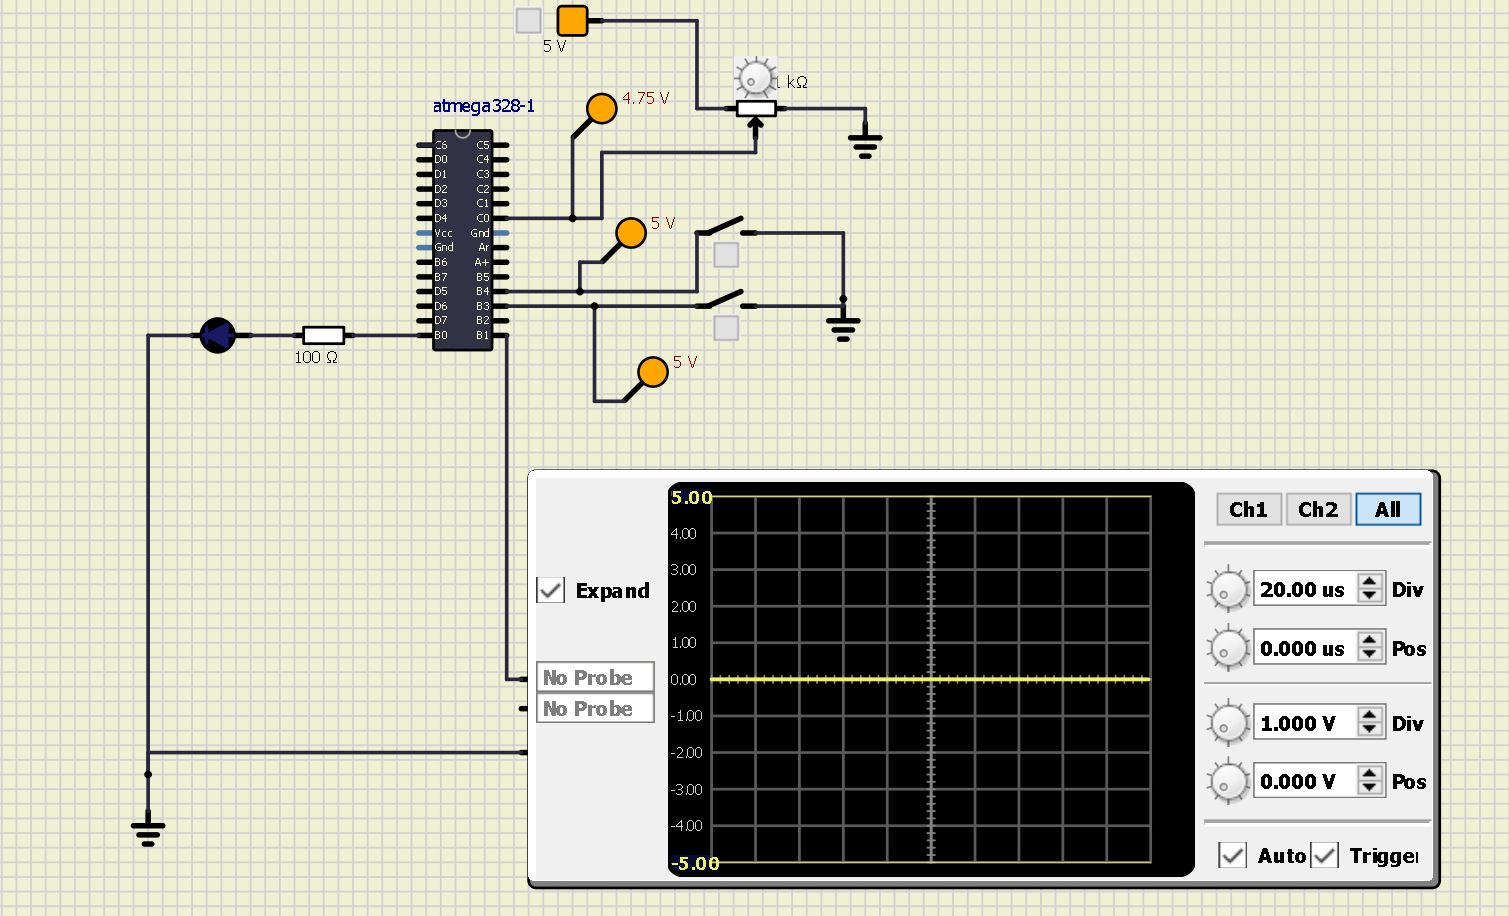 5 V
1 kΩ
4.75 V
atmega328-1
C6 C5
D0 C4
D1 C3
D2 C2
D3 C1
D4 C0
Vcc Gnd
Gnd Ar
B6 A+
B7 B5
D5 B4
D6 B3
D7 B2
B0 B1
5 V
100 Ω
5 V
Expand
No Probe
No Probe
5.00
4.00
3.00
2.00
1.00
0.00
-1.00
-2.00
-3.00
-4.00
-5.00
Ch1 Ch2 All
20.00 us Div
0.000 us Pos
1.000 V Div
0.000 V Pos
Auto Trigger